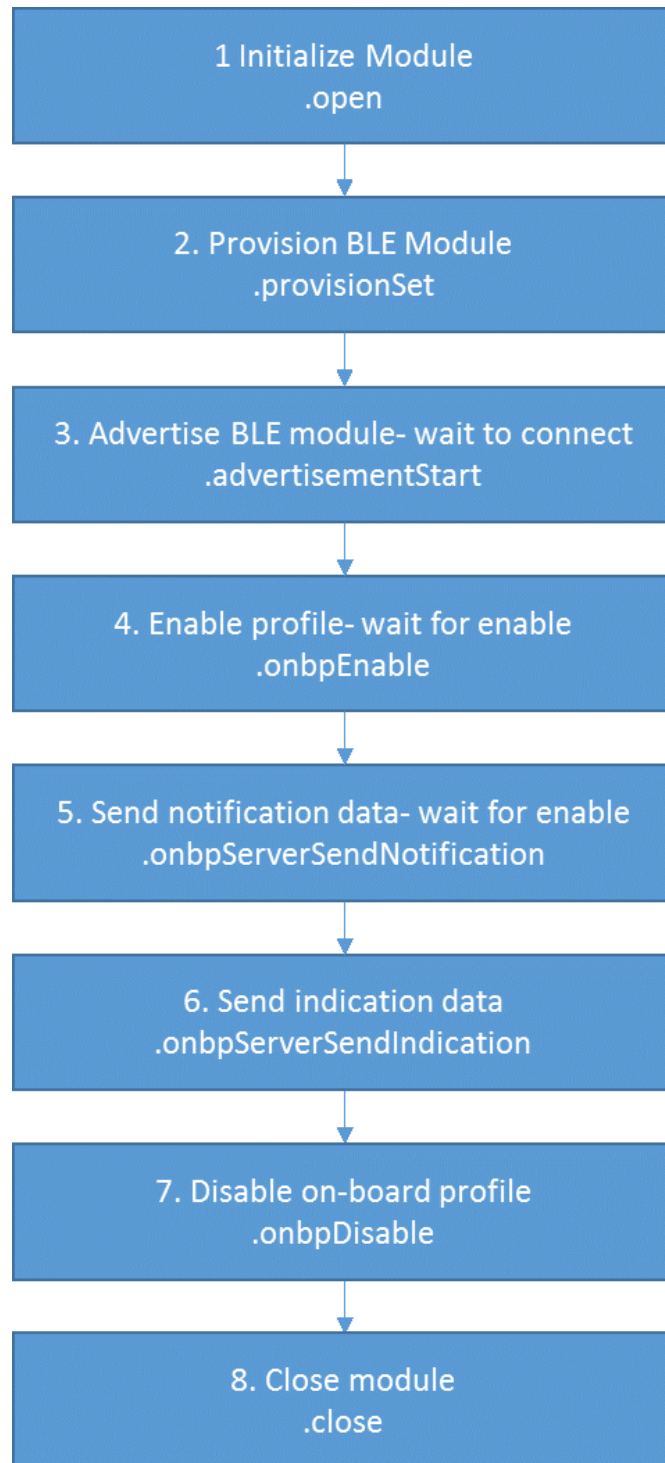 1 Initialize Module
.open
2. Provision BLE Module
.provisionSet
3. Advertise BLE module- wait to connect
.advertisementStart
4. Enable profile- wait for enable
.onbpEnable
5. Send notification data- wait for enable
.onbpServerSendNotification
6. Send indication data
.onbpServerSendIndication
7. Disable on-board profile
.onbpDisable
8. Close module
.close